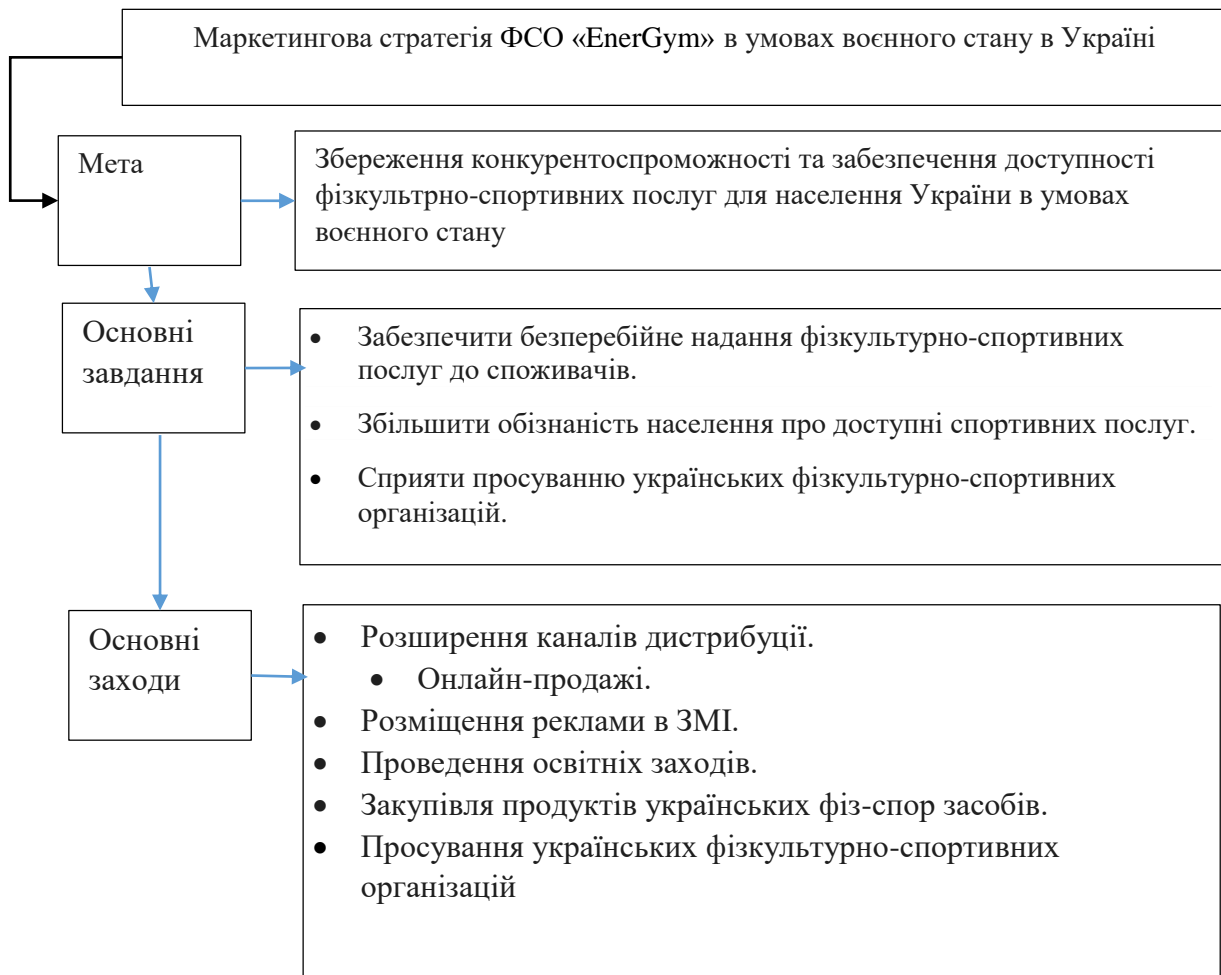 Маркетингова стратегія ФСО «EnerGym» в умовах воєнного стану в Україні
Мета
Збереження конкурентоспроможності та забезпечення доступності
фізкультрно-спортивних послуг для населення України в умовах
воєнного стану
Основні
завдання
• Забезпечити безперебійне надання фізкультурно-спортивних
послуг до споживачів.
• Збільшити обізнаність населення про доступні спортивних послуг.
• Сприяти просуванню українських фізкультурно-спортивних
організацій.
Основні
заходи
• Розширення каналів дистрибуції.
• Онлайн-продажі.
• Розміщення реклами в ЗМІ.
• Проведення освітніх заходів.
• Закупівля продуктів українських фіз-спор засобів.
• Просування українських фізкультурно-спортивних
організацій